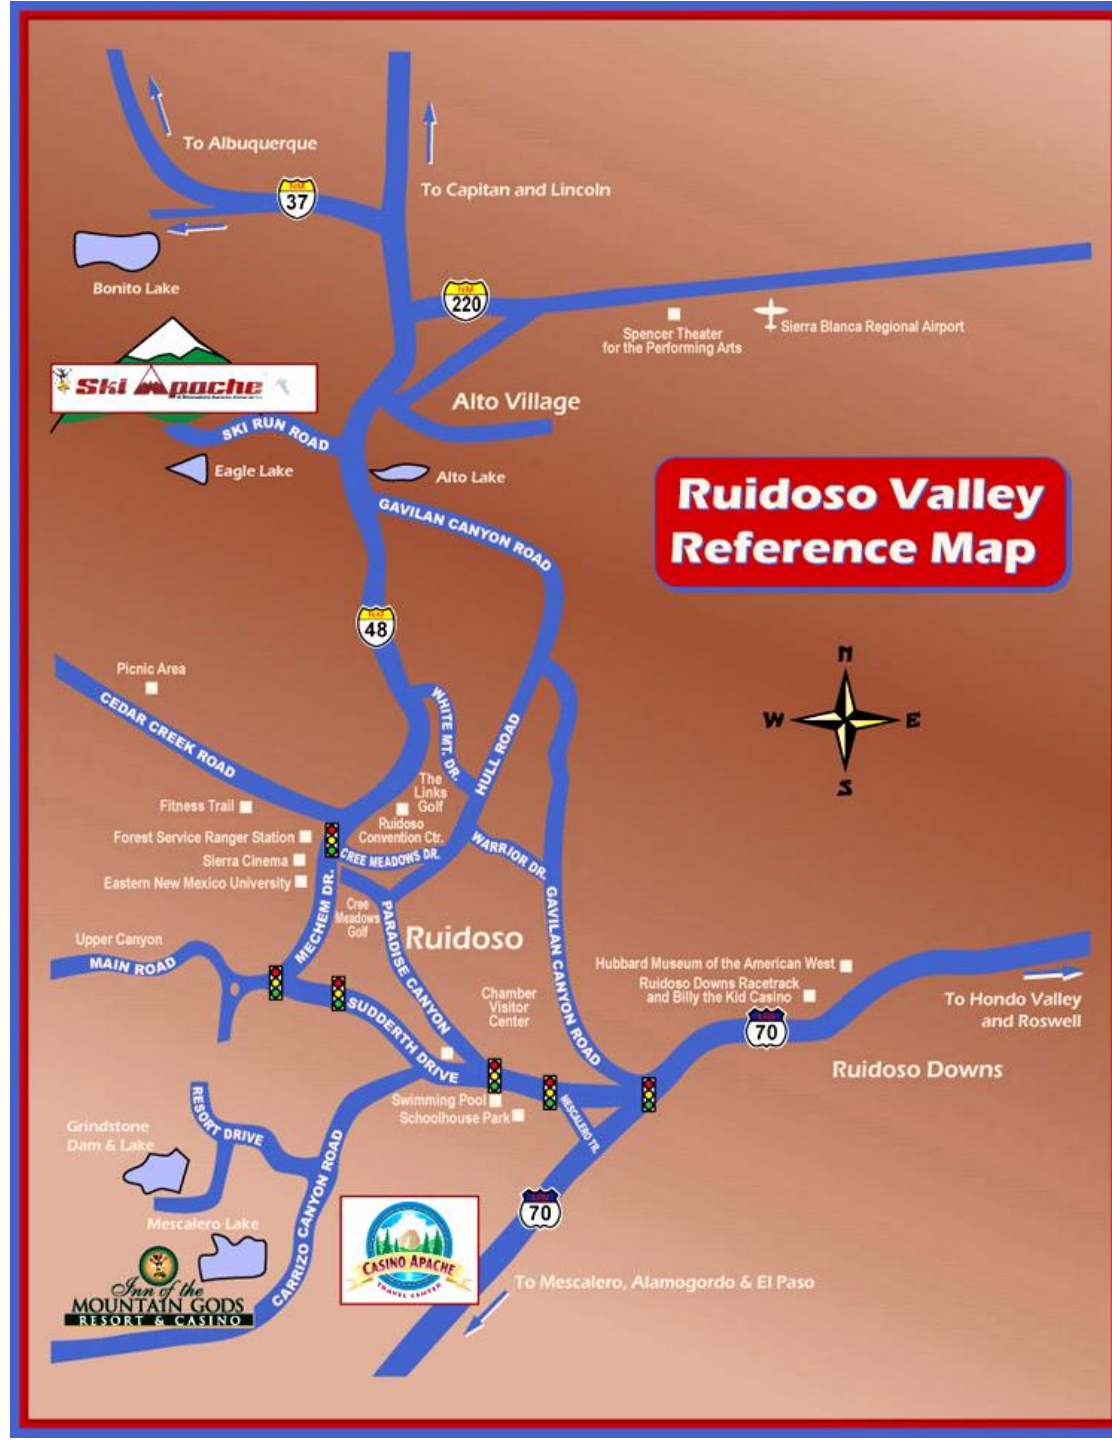 To Albuquerque
NM
37
To Capitan and Lincoln
Bonito Lake
NM
220
Spencer Theater
for the Performing Arts
Sierra Blanca Regional Airport
Ski Apache
Alto Village
SKI RUN ROAD
Eagle Lake
Alto Lake
Ruidoso Valley
Reference Map
GAVILAN CANYON ROAD
NM
48
N
W
E
S
Picnic Area
CEDAR CREEK ROAD
WHITE MT. DR.
HULL ROAD
The
Links
Golf
Fitness Trail
Ruidoso
Convention Ctr.
Forest Service Ranger Station
CREE MEADOWS DR.
WARRIOR DR.
Sierra Cinema
Eastern New Mexico University
MECHEM DR.
Cree
Meadows
Golf
PARADISE CANYON
Ruidoso
GAVILAN CANYON ROAD
Upper Canyon
MAIN ROAD
Hubbard Museum of the American West
Ruidoso Downs Racetrack
and Billy the Kid Casino
To Hondo Valley
and Roswell
Chamber
Visitor
Center
SUDDERTH DRIVE
70
Ruidoso Downs
Swimming Pool
Schoolhouse Park
MESCALERO TR.
RESORT DRIVE
Grindstone
Dam & Lake
CARRIZO CANYON ROAD
Mescalero Lake
70
CASINO APACHE
TRAVEL CENTER
To Mescalero, Alamogordo & El Paso
Inn of the
MOUNTAIN GODS
RESORT & CASINO